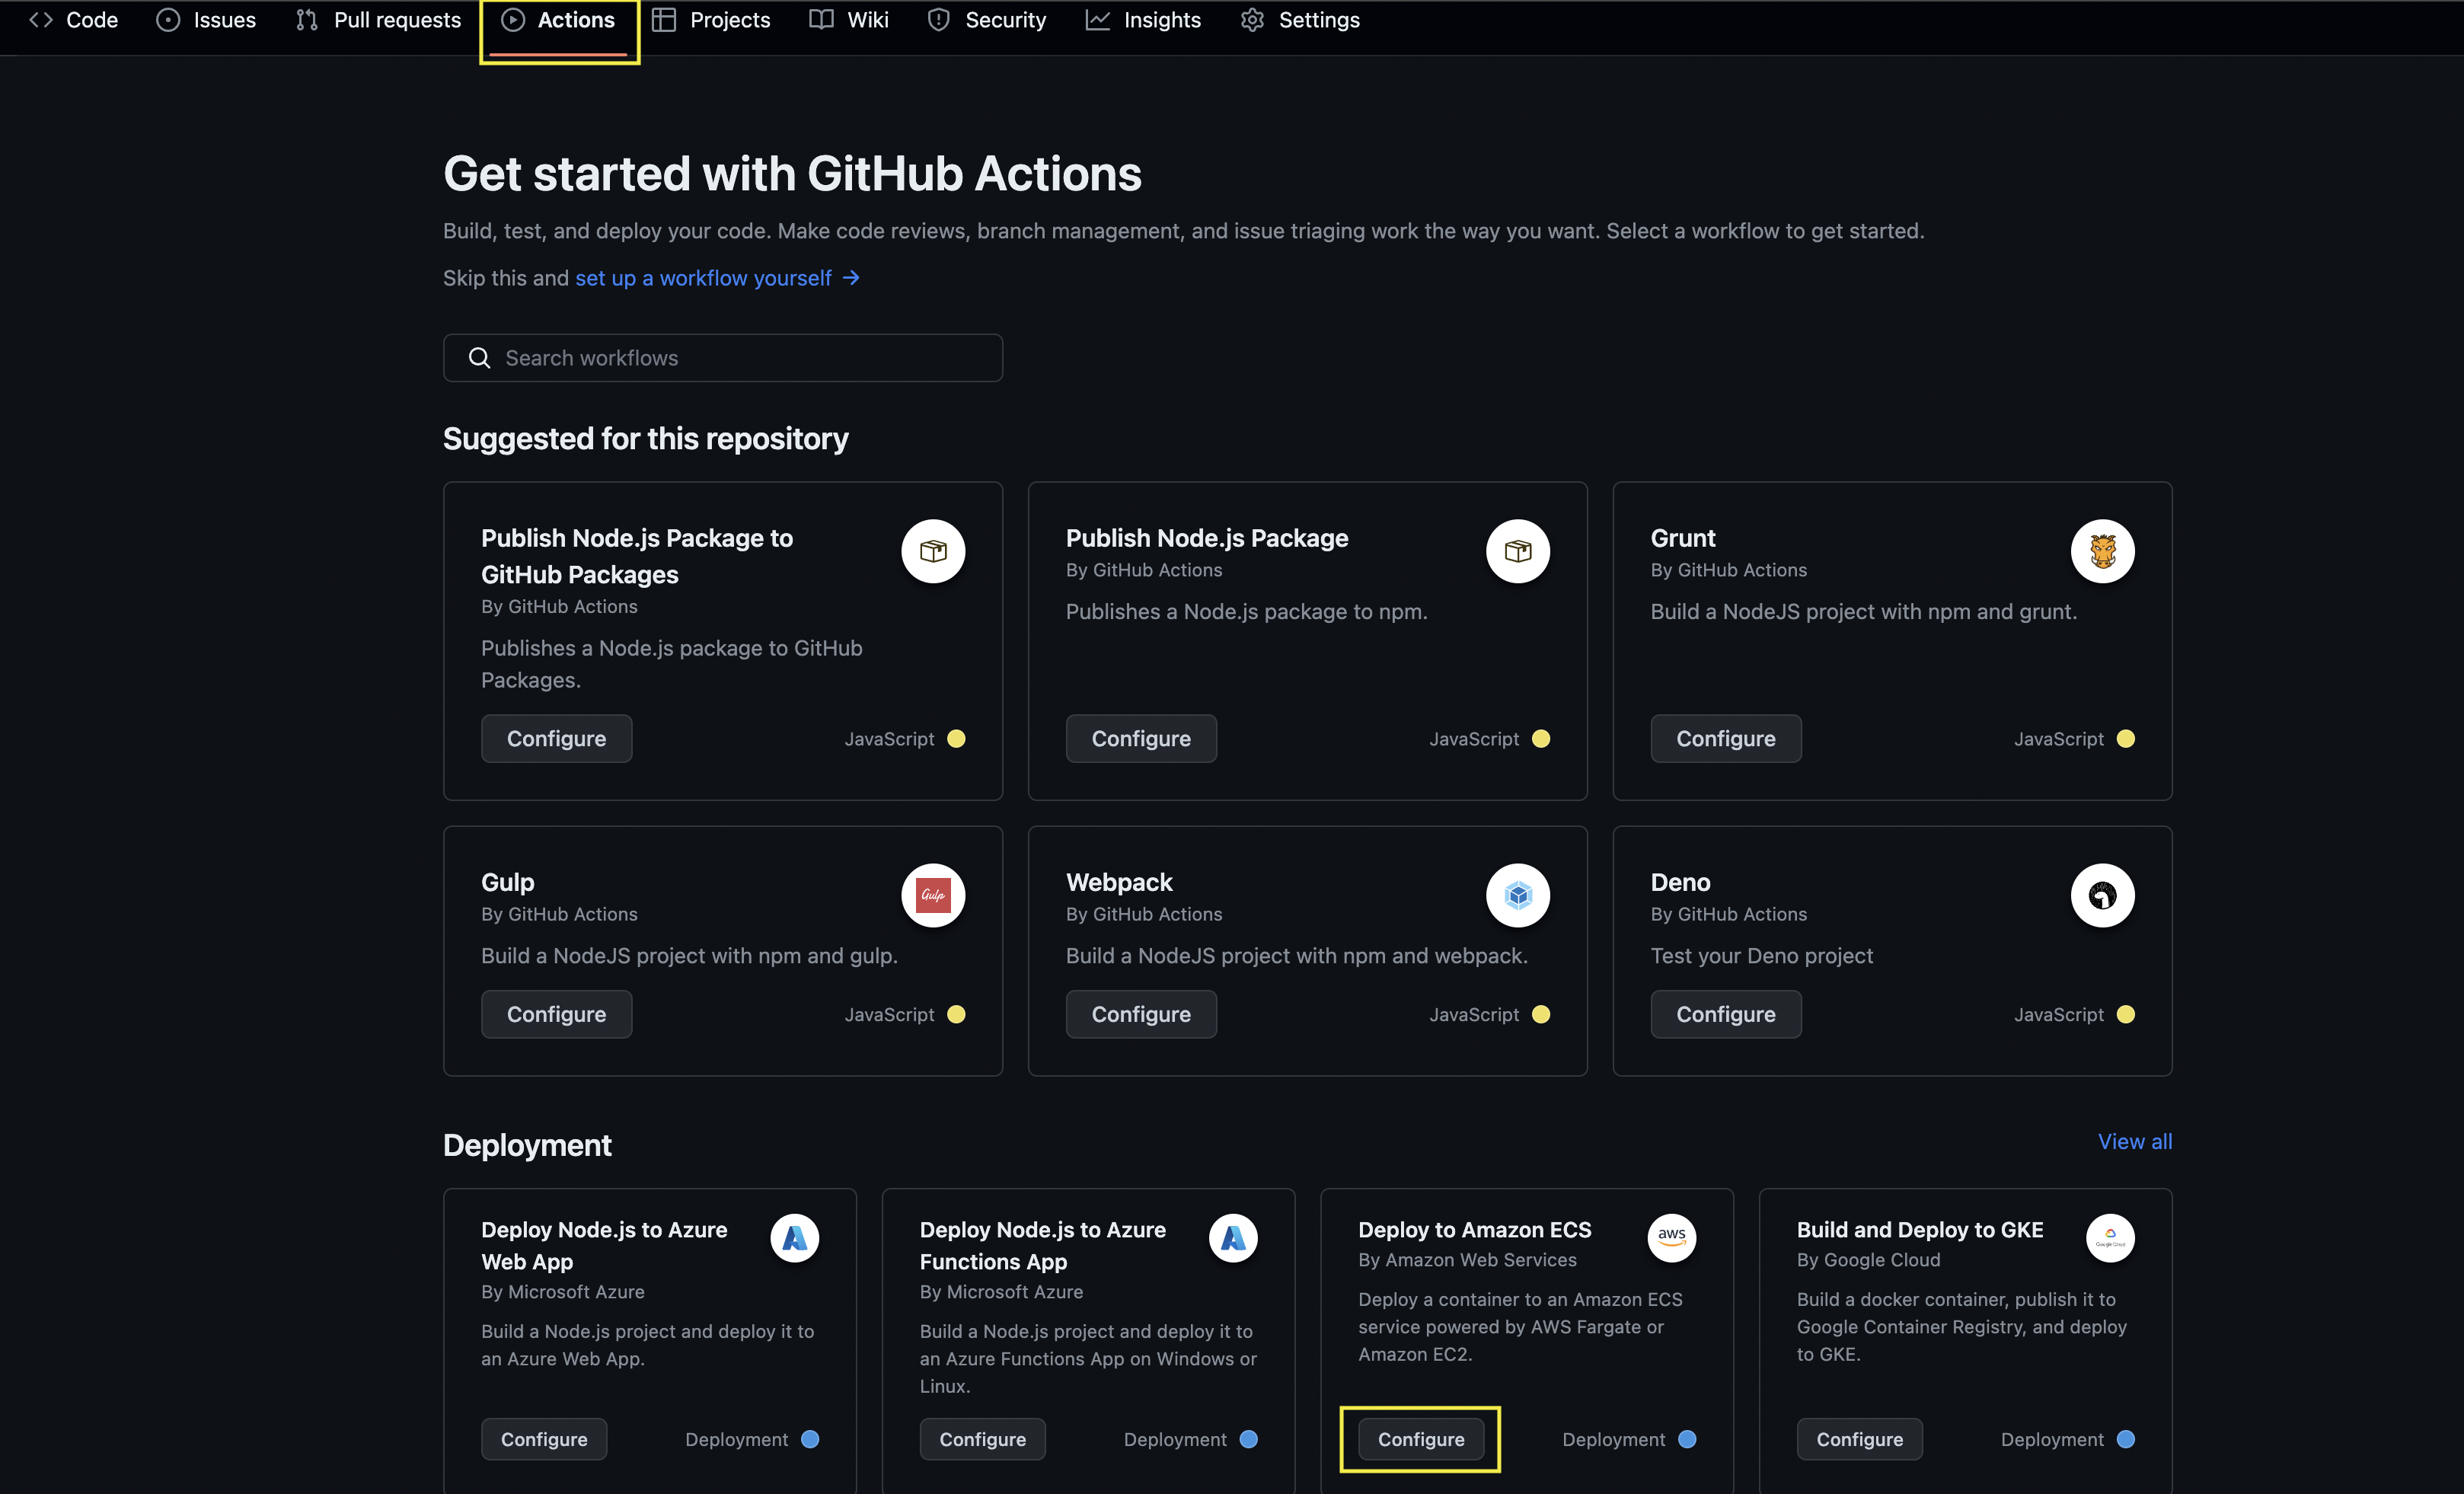 Code Issues Pull requests Actions Projects Wiki Security Insights Settings
Get started with GitHub Actions
Build, test, and deploy your code. Make code reviews, branch management, and issue triaging work the way you want. Select a workflow to get started.
Skip this and set up a workflow yourself →
Search workflows
Suggested for this repository
Publish Node.js Package to
GitHub Packages
By GitHub Actions
Publishes a Node.js package to GitHub
Packages.
Configure JavaScript
Publish Node.js Package
By GitHub Actions
Publishes a Node.js package to npm.
Configure JavaScript
Grunt
By GitHub Actions
Build a NodeJS project with npm and grunt.
Configure JavaScript
Gulp
Gulp
By GitHub Actions
Build a NodeJS project with npm and gulp.
Configure JavaScript
Webpack
By GitHub Actions
Build a NodeJS project with npm and webpack.
Configure JavaScript
Deno
By GitHub Actions
Test your Deno project
Configure JavaScript
Deployment
View all
Deploy Node.js to Azure
Web App
By Microsoft Azure
Build a Node.js project and deploy it to
an Azure Web App.
Configure Deployment
Deploy Node.js to Azure
Functions App
By Microsoft Azure
Build a Node.js project and deploy it to
an Azure Functions App on Windows or
Linux.
Configure Deployment
Deploy to Amazon ECS
aws
By Amazon Web Services
Deploy a container to an Amazon ECS
service powered by AWS Fargate or
Amazon EC2.
Configure Deployment
Build and Deploy to GKE
Google Cloud
By Google Cloud
Build a docker container, publish it to
Google Container Registry, and deploy
to GKE.
Configure Deployment